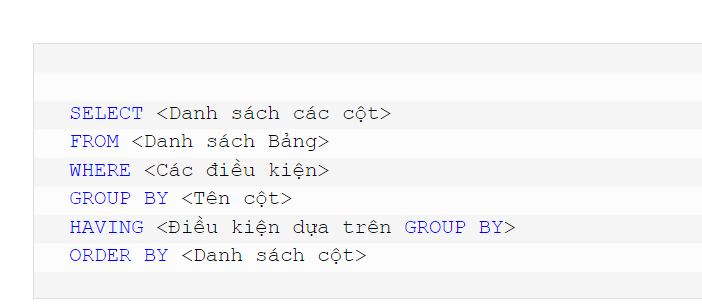 SELECT <Danh sách các cột>
FROM <Danh sách Bảng>
WHERE <Các điều kiện>
GROUP BY <Tên cột>
HAVING <Điều kiện dựa trên GROUP BY>
ORDER BY <Danh sách cột>